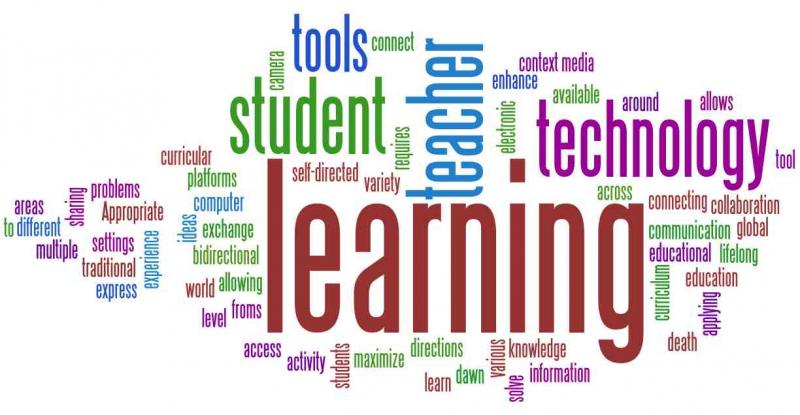 tools
connect
camera
teacher
context media
enhance
student
available
around
allows
electronic
requires
technology
tool
curricular
platforms
self-directed
variety
learning
problems
sharing
areas
Appropriate
to different
multiple
settings
traditional
experience
express
computer
ideas
exchange
bidirectional
world
allowing
level
froms
across
connecting
collaboration
communication
global
educational
lifelong
curriculum
education
applying
death
access
activity
students
maximize
directions
learn
dawn
various
knowledge
solve
information